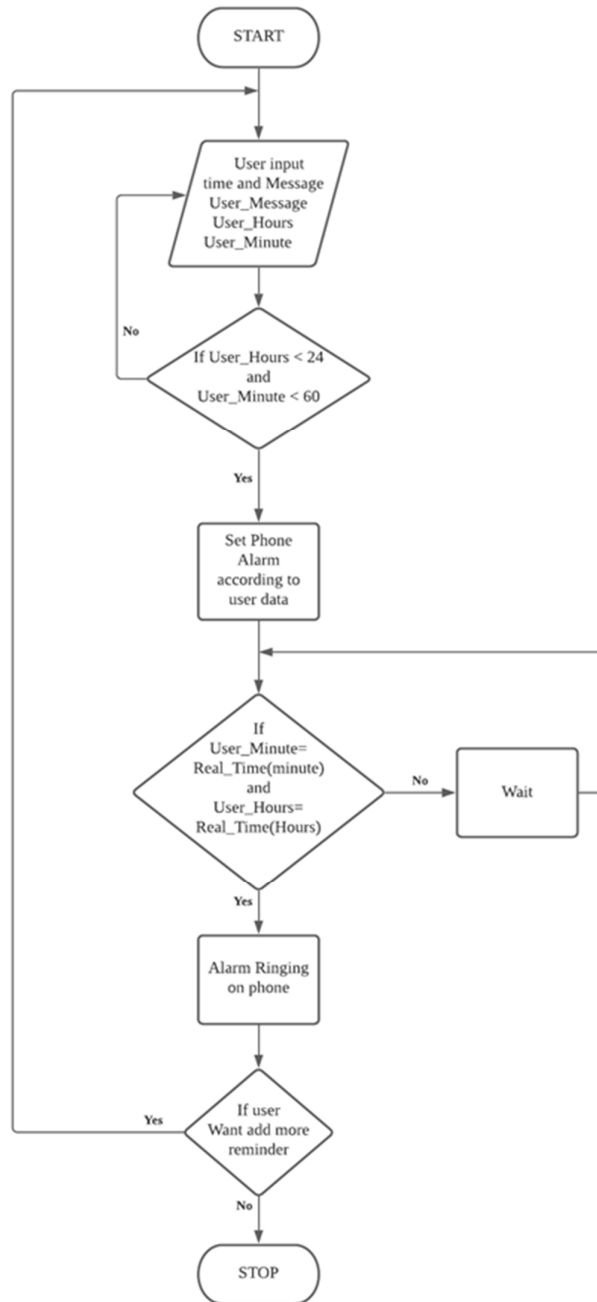 START
User input
time and Message
User_Message
User_Hours
User_Minute
No
If User_Hours < 24
and
User_Minute < 60
Yes
Set Phone
Alarm
according to
user data
If
User_Minute=
Real_Time(minute)
and
User_Hours=
Real_Time(Hours)
No
Wait
Yes
Alarm Ringing
on phone
If user
Want add more
reminder
Yes
No
STOP